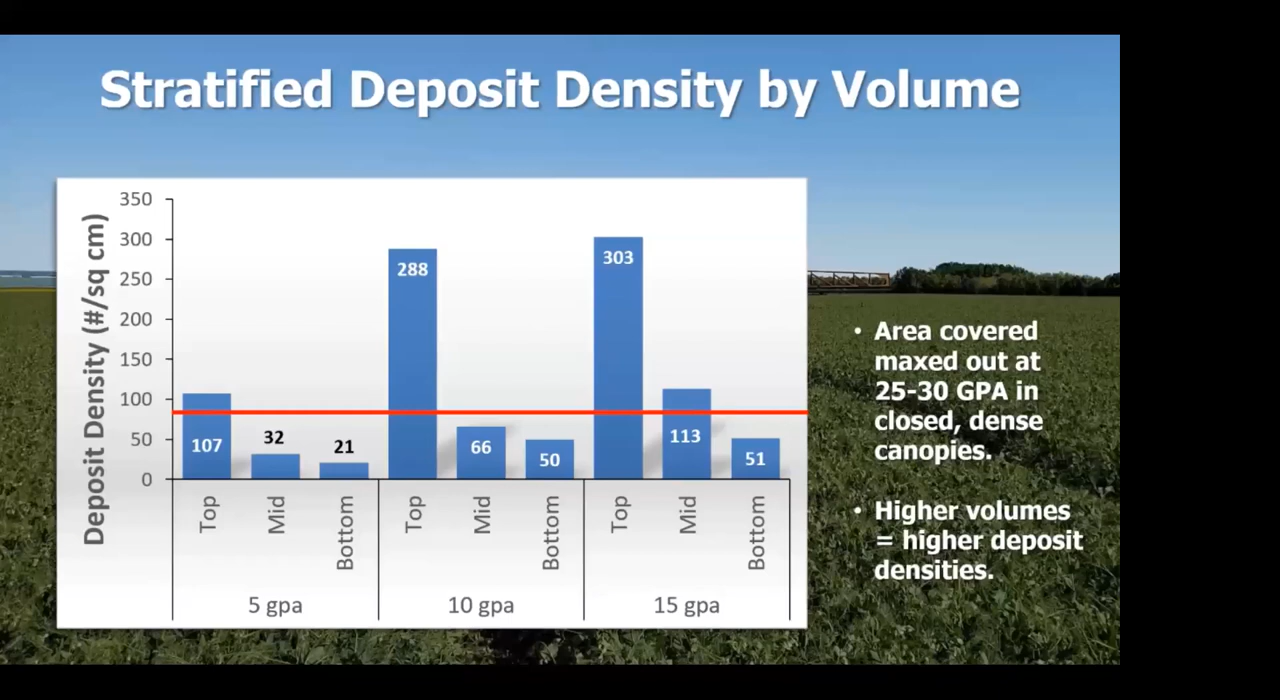 Stratified Deposit Density by Volume
Deposit Density (#/sq cm)
350
300
250
200
150
100
50
0
107
32
21
288
66
50
303
113
51
Top
Mid
Bottom
Top
Mid
Bottom
Top
Mid
Bottom
5 gpa
10 gpa
15 gpa
• Area covered
maxed out at
25-30 GPA in
closed, dense
canopies.
• Higher volumes
= higher deposit
densities.